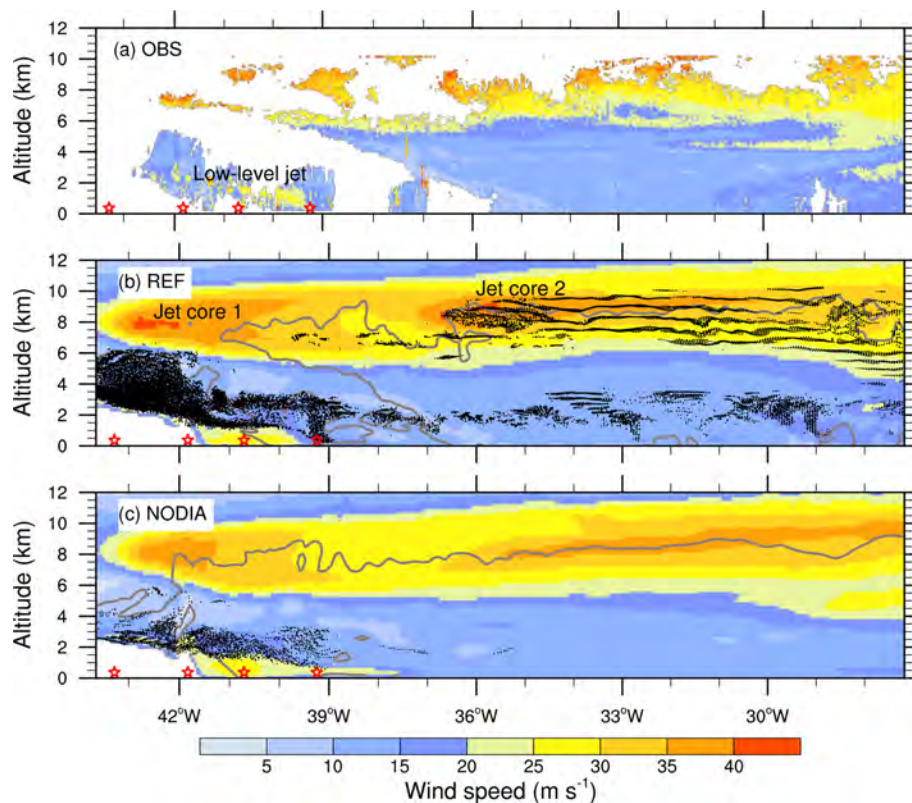 12
10
8
6
4
2
0
Altitude (km)
(a) OBS
Low-level jet
12
10
8
6
4
2
0
Altitude (km)
(b) REF
Jet core 1
Jet core 2
12
10
8
6
4
2
0
Altitude (km)
(c) NODIA
42°W 39°W 36°W 33°W 30°W
5 10 15 20 25 30 35 40
Wind speed (m s⁻¹)